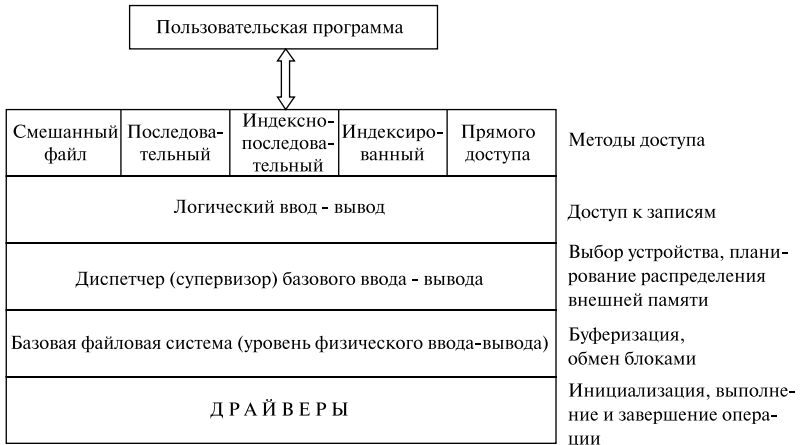 Пользовательская программа
Смешанный
файл
Последова-
тельный
Индексно-
последова-
тельный
Индексиро-
ванный
Прямого
доступа
Методы доступа
Логический ввод - вывод
Доступ к записям
Диспетчер (супервизор) базового ввода - вывода
Выбор устройства, плани-
рование распределения
внешней памяти
Базовая файловая система (уровень физического ввода-вывода)
Буферизация,
обмен блоками
ДРАЙВЕРЫ
Инициализация, выполне-
ние и завершение опера-
ции